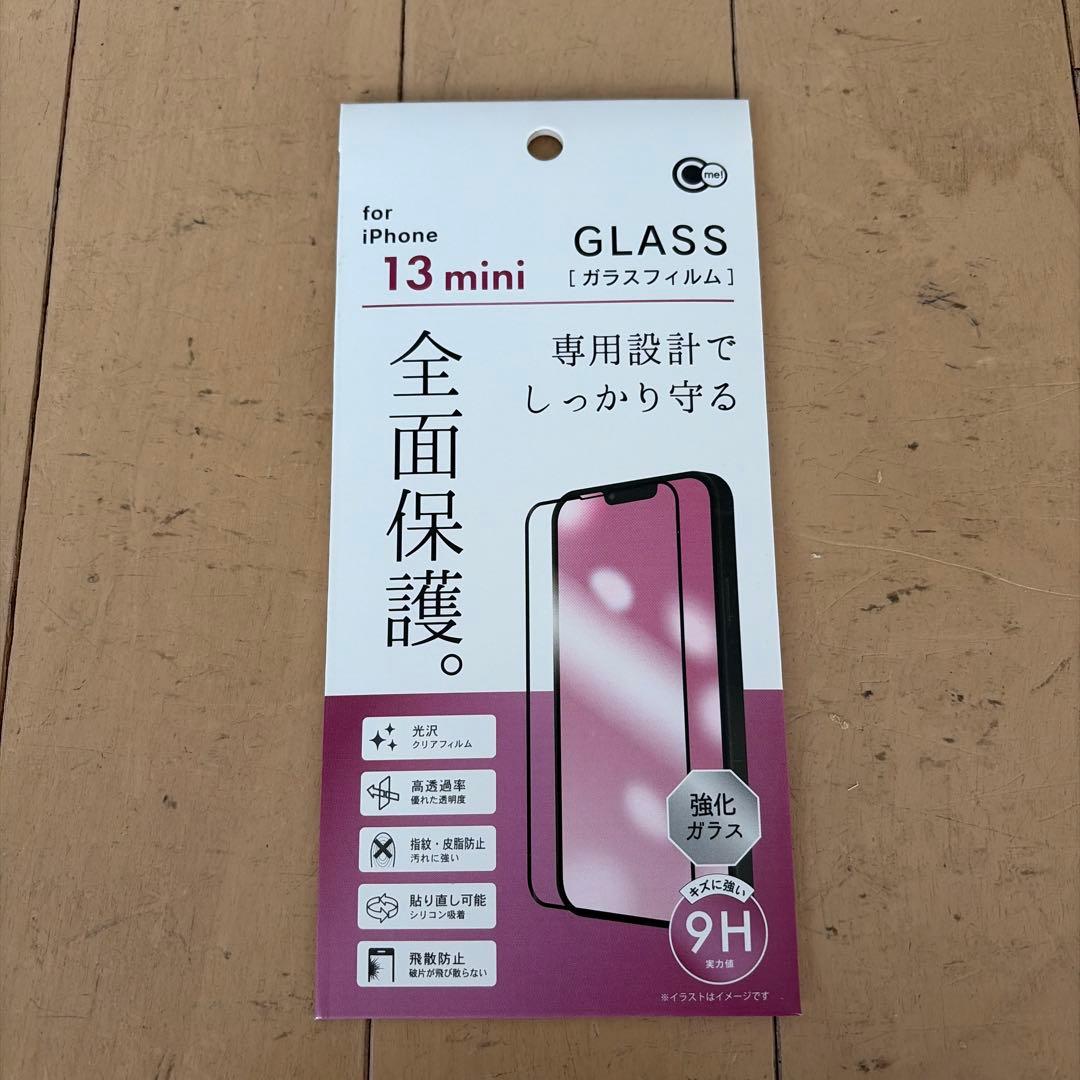 me!
for
iPhone
13 mini
GLASS
[ガラスフィルム]
全面保護。
専用設計で
しっかり守る
光沢
クリアフィルム
高透過率
優れた透明度
指紋・皮脂防止
汚れに強い
貼り直し可能
シリコン吸着
飛散防止
破片が飛び散らない
強化
ガラス
キズに強い
9H
実力値
※イラストはイメージです